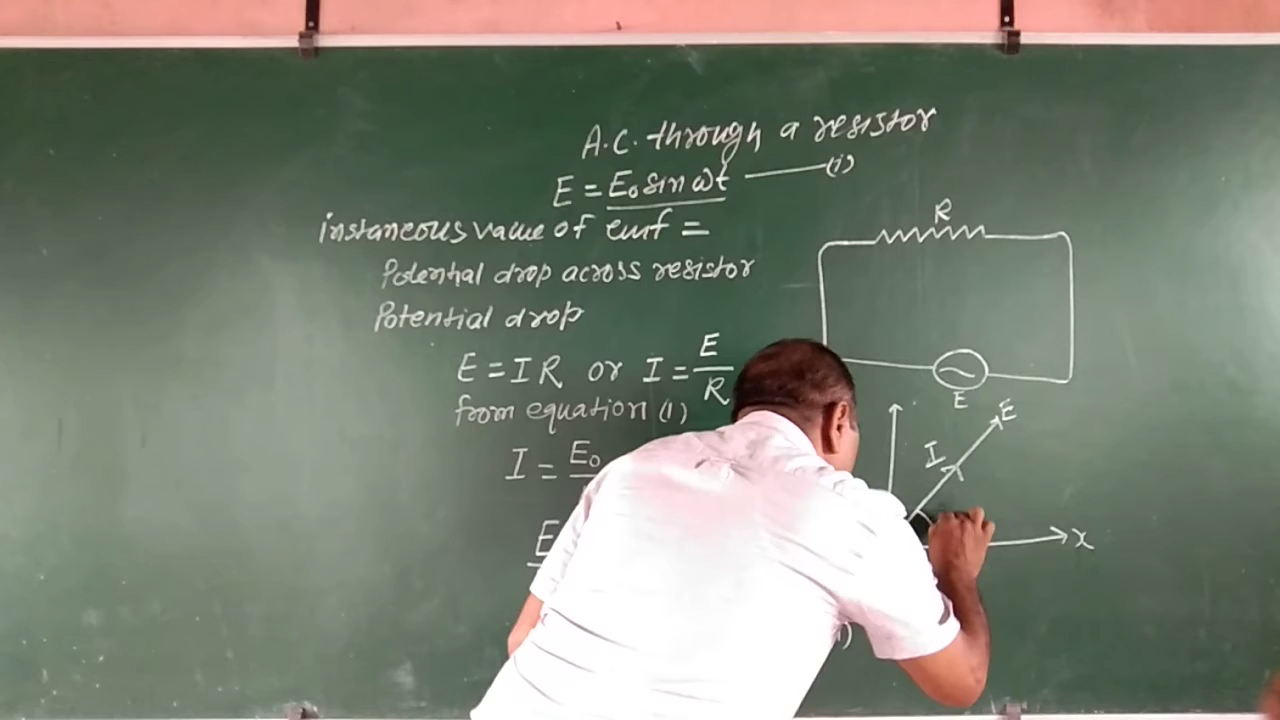 A.C. through a resistor
E = E₀ sin ωt ——— (i)
instaneous value of emf =
Potential drop across resistor
Potential drop
E = IR or I = E/R
from equation (1)
I = E₀
E
R
E
E
I
x